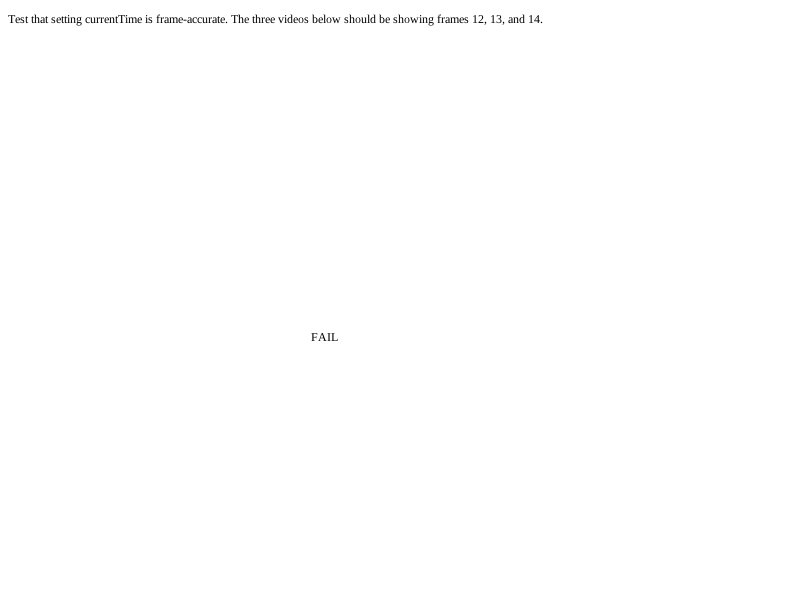 Test that setting currentTime is frame-accurate. The three videos below should be showing frames 12, 13, and 14.
FAIL